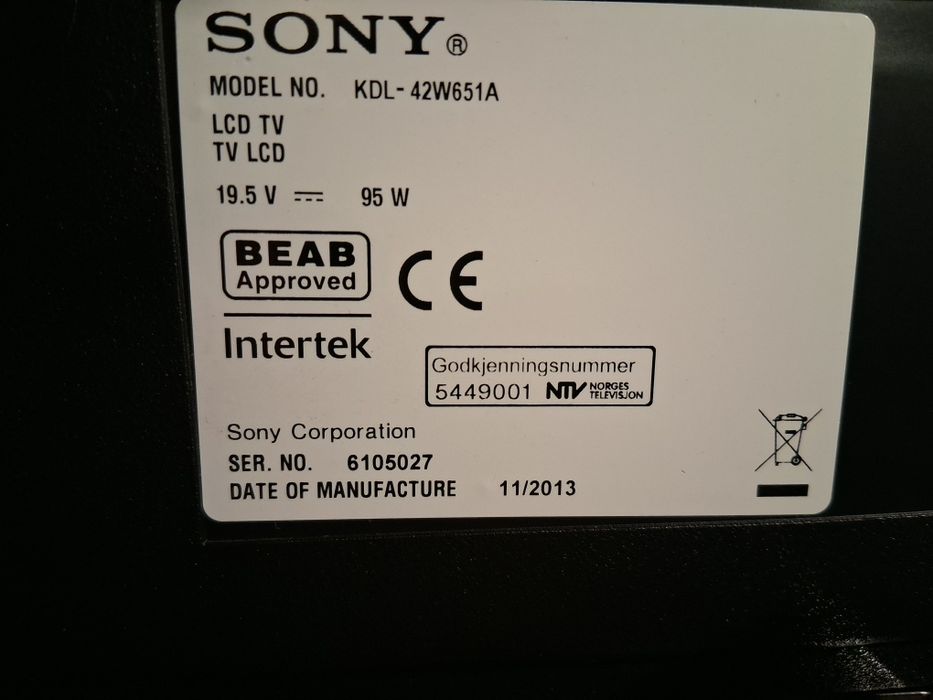 SONY®
MODEL NO. KDL-42W651A
LCD TV
TV LCD
19.5 V 95 W
BEAB
Approved
CE
Intertek
Godkjenningsnummer
5449001 NTV NORGES
TELEVISJON
Sony Corporation
SER. NO. 6105027
DATE OF MANUFACTURE 11/2013